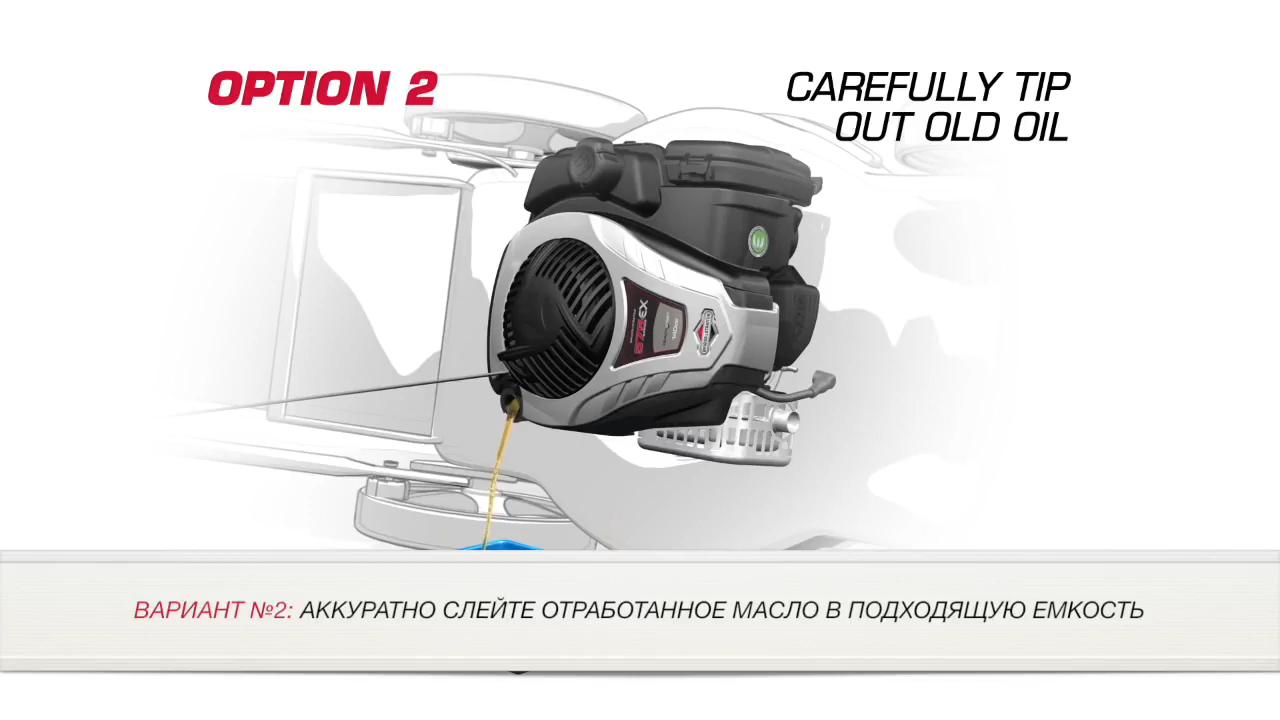 OPTION 2
CAREFULLY TIP
OUT OLD OIL
ВАРИАНТ №2: АККУРАТНО СЛЕЙТЕ ОТРАБОТАННОЕ МАСЛО В ПОДХОДЯЩУЮ ЕМКОСТЬ